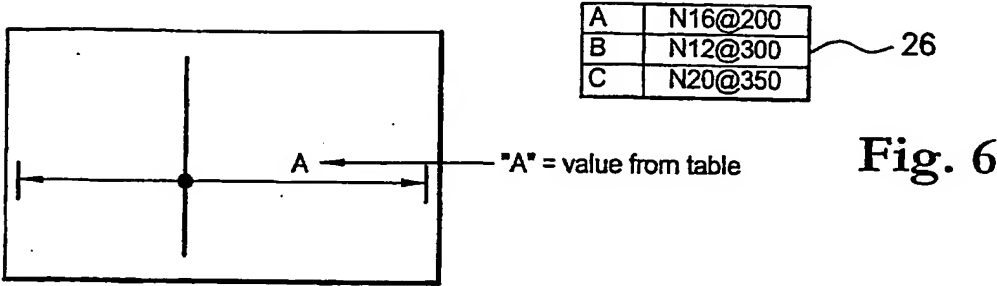 A N16@200
B N12@300
C N20@350
26
A
"A" = value from table
Fig. 6